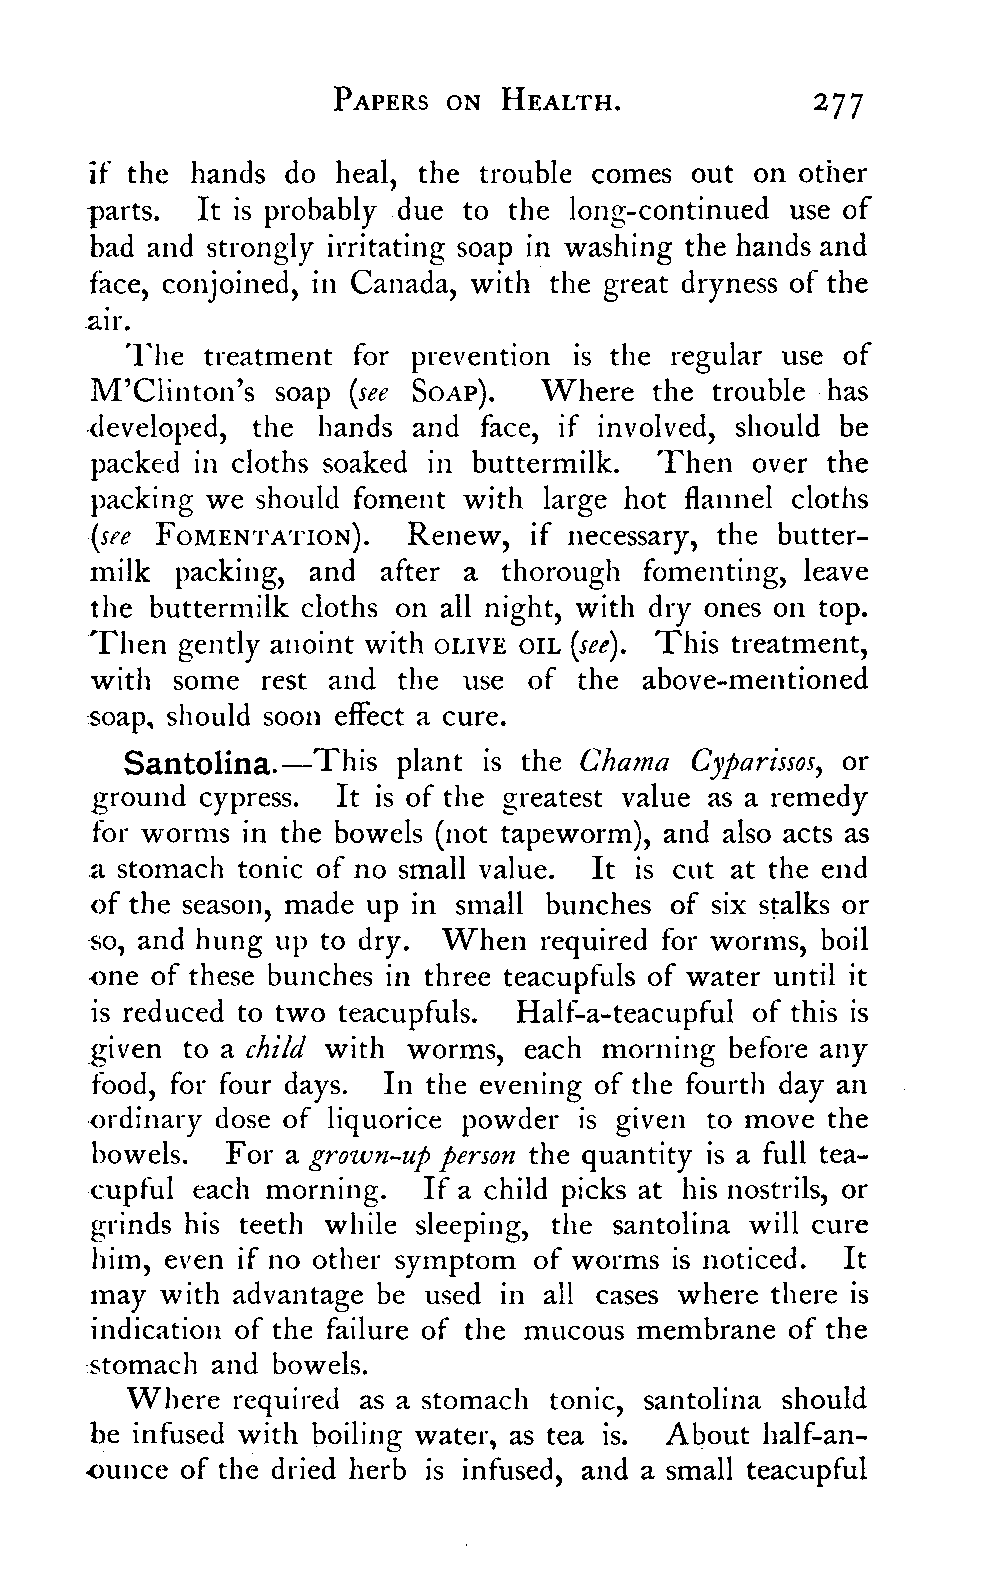 PAPERS ON HEALTH. 277
if the hands do heal, the trouble comes out on other
parts. It is probably due to the long-continued use of
bad and strongly irritating soap in washing the hands and
face, conjoined, in Canada, with the great dryness of the
air.
The treatment for prevention is the regular use of
M'Clinton's soap (see SOAP). Where the trouble has
developed, the hands and face, if involved, should be
packed in cloths soaked in buttermilk. Then over the
packing we should foment with large hot flannel cloths
(see FOMENTATION). Renew, if necessary, the butter-
milk packing, and after a thorough fomenting, leave
the buttermilk cloths on all night, with dry ones on top.
Then gently anoint with OLIVE OIL (see). This treatment,
with some rest and the use of the above-mentioned
soap, should soon effect a cure.
Santolina.—This plant is the Chama Cyparissos, or
ground cypress. It is of the greatest value as a remedy
for worms in the bowels (not tapeworm), and also acts as
a stomach tonic of no small value. It is cut at the end
of the season, made up in small bunches of six stalks or
so, and hung up to dry. When required for worms, boil
one of these bunches in three teacupfuls of water until it
is reduced to two teacupfuls. Half-a-teacupful of this is
given to a child with worms, each morning before any
food, for four days. In the evening of the fourth day an
ordinary dose of liquorice powder is given to move the
bowels. For a grown-up person the quantity is a full tea-
cupful each morning. If a child picks at his nostrils, or
grinds his teeth while sleeping, the santolina will cure
him, even if no other symptom of worms is noticed. It
may with advantage be used in all cases where there is
indication of the failure of the mucous membrane of the
stomach and bowels.
Where required as a stomach tonic, santolina should
be infused with boiling water, as tea is. About half-an-
ounce of the dried herb is infused, and a small teacupful